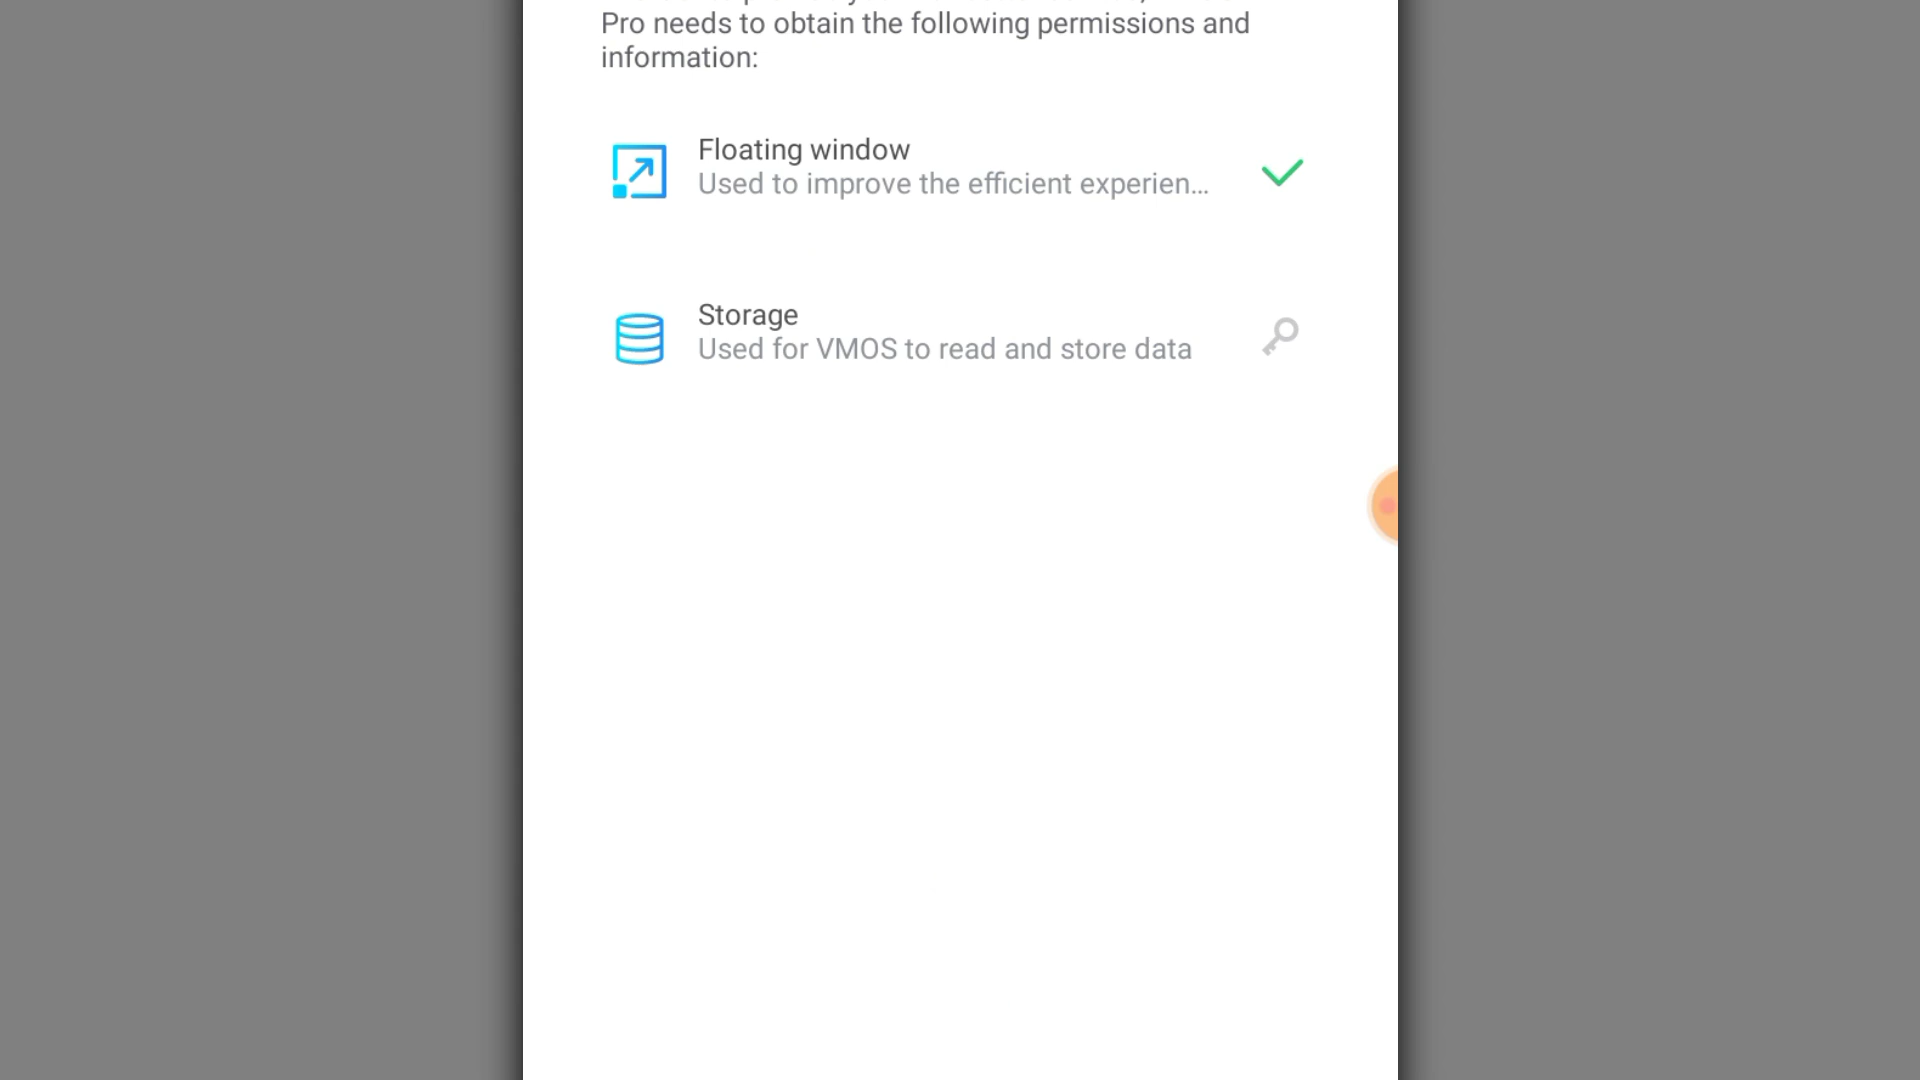 Pro needs to obtain the following permissions and
information:
Floating window
Used to improve the efficient experien...
Storage
Used for VMOS to read and store data